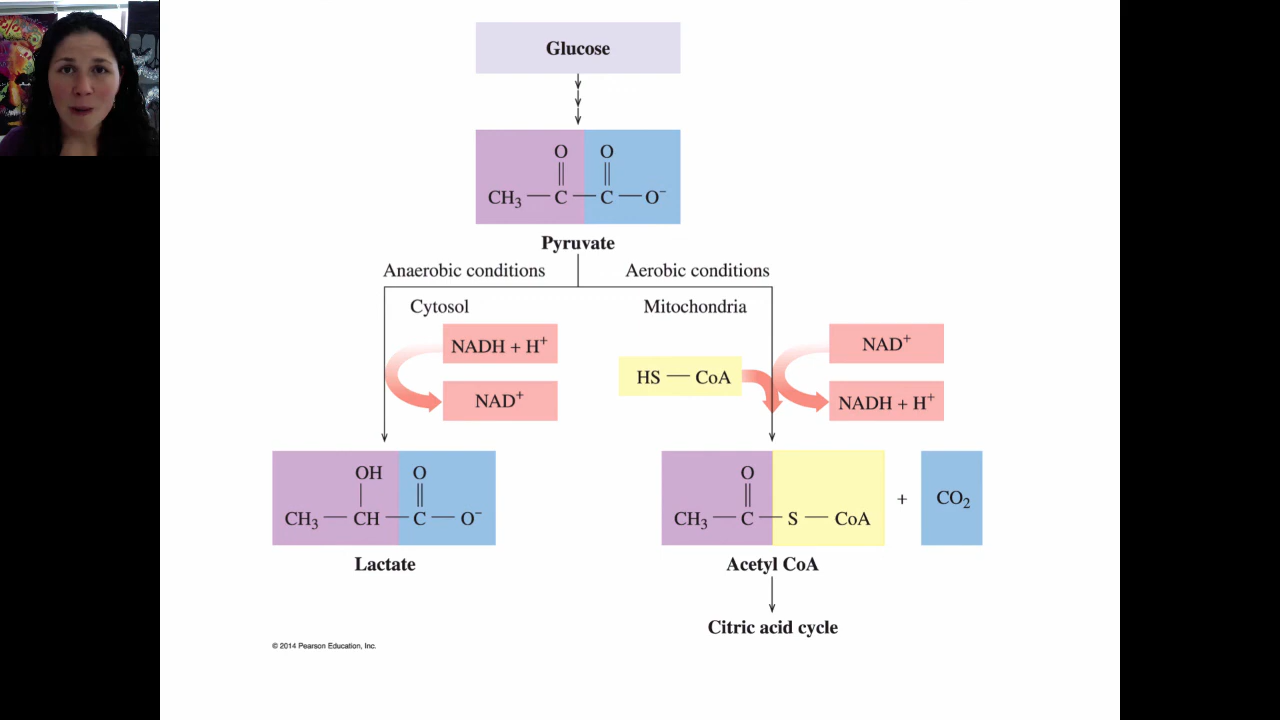 Glucose
O O
CH₃ — C — C — O⁻
Pyruvate
Anaerobic conditions Aerobic conditions
Cytosol Mitochondria
NADH + H⁺ NAD⁺
HS — CoA
NAD⁺ NADH + H⁺
OH O O
CH₃ — CH — C — O⁻ CH₃ — C — S — CoA + CO₂
Lactate Acetyl CoA
Citric acid cycle
© 2014 Pearson Education, Inc.